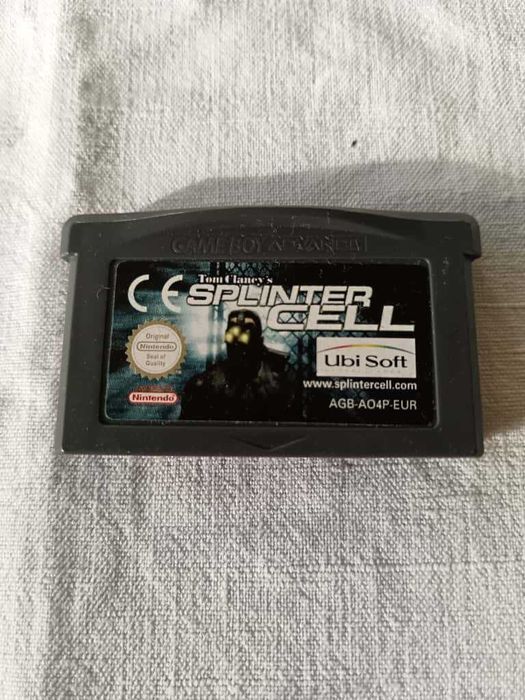 GAME BOY ADVANCE
CE
Tom Clancy's
SPLINTER
CELL
Original
Nintendo
Seal of
Quality
Ubi Soft
www.splintercell.com
Nintendo
AGB-AO4P-EUR